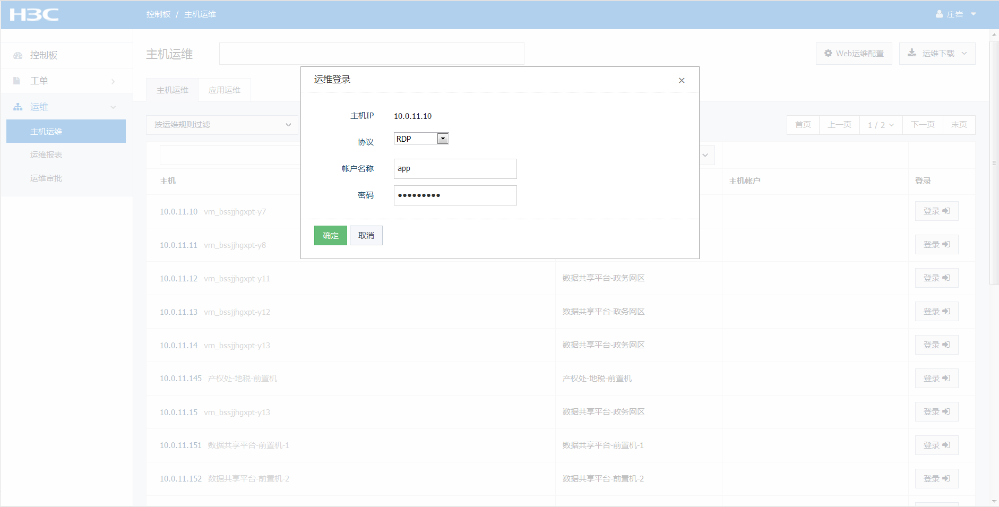 H3C
控制板 / 主机运维
庄岩
控制板
工单
运维
主机运维
运维报表
运维审批
主机运维
Web运维配置
运维下载
主机运维
应用运维
按运维规则过滤
首页
上一页
1 / 2
下一页
末页
运维登录
×
主机IP
10.0.11.10
协议
RDP
帐户名称
app
密码
●●●●●●●●●
确定
取消
主机
主机帐户
登录
10.0.11.10 vm_bssjjhgxpt-y7
登录
10.0.11.11 vm_bssjjhgxpt-y8
登录
10.0.11.12 vm_bssjjhgxpt-y11
数据共享平台-政务网区
登录
10.0.11.13 vm_bssjjhgxpt-y12
数据共享平台-政务网区
登录
10.0.11.14 vm_bssjjhgxpt-y13
数据共享平台-政务网区
登录
10.0.11.145 产权处-地税-前置机
产权处-地税-前置机
登录
10.0.11.15 vm_bssjjhgxpt-y13
数据共享平台-政务网区
登录
10.0.11.151 数据共享平台-前置机-1
数据共享平台-前置机-1
登录
10.0.11.152 数据共享平台-前置机-2
数据共享平台-前置机-2
登录